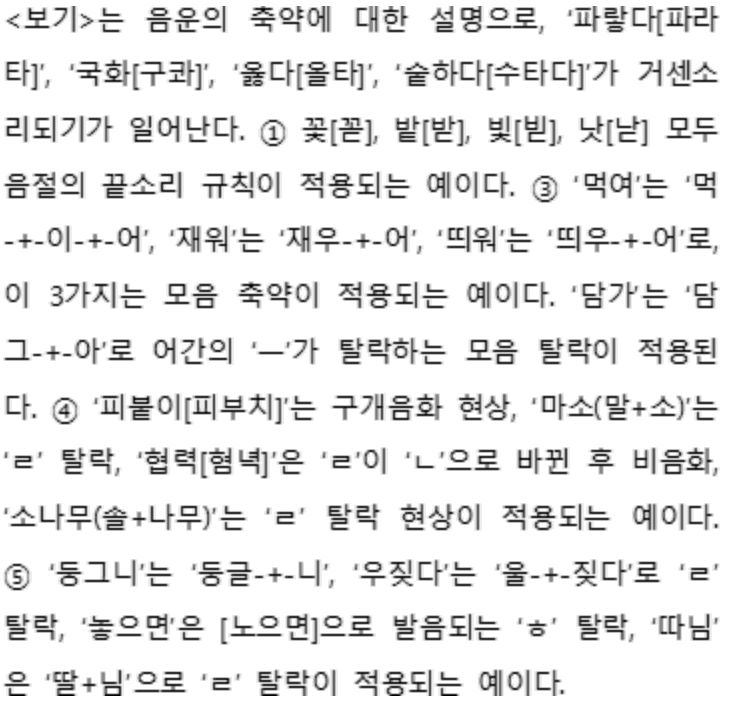 <보기>는 음운의 축약에 대한 설명으로, ‘파랗다[파라
타]’, ‘국화[구콰]’, ‘옳다[올타]’, ‘숱하다[수타다]’가 거센소
리되기가 일어난다. ① 꽃[꼳], 밭[받], 빛[빋], 낫[낟] 모두
음절의 끝소리 규칙이 적용되는 예이다. ③ ‘먹여’는 ‘먹
-+-이-+-어’, ‘재워’는 ‘재우-+-어’, ‘띄워’는 ‘띄우-+-어’로,
이 3가지는 모음 축약이 적용되는 예이다. ‘담가’는 ‘담
그-+-아’로 어간의 ‘ㅡ’가 탈락하는 모음 탈락이 적용된
다. ④ ‘피붙이[피부치]’는 구개음화 현상, ‘마소(말+소)’는
‘ㄹ’ 탈락, ‘협력[혐녁]’은 ‘ㄹ’이 ‘ㄴ’으로 바뀐 후 비음화,
‘소나무(솔+나무)’는 ‘ㄹ’ 탈락 현상이 적용되는 예이다.
⑤ ‘둥그니’는 ‘둥글-+-니’, ‘우짖다’는 ‘울-+-짖다’로 ‘ㄹ’
탈락, ‘놓으면’은 [노으면]으로 발음되는 ‘ㅎ’ 탈락, ‘따님’
은 ‘딸+님’으로 ‘ㄹ’ 탈락이 적용되는 예이다.